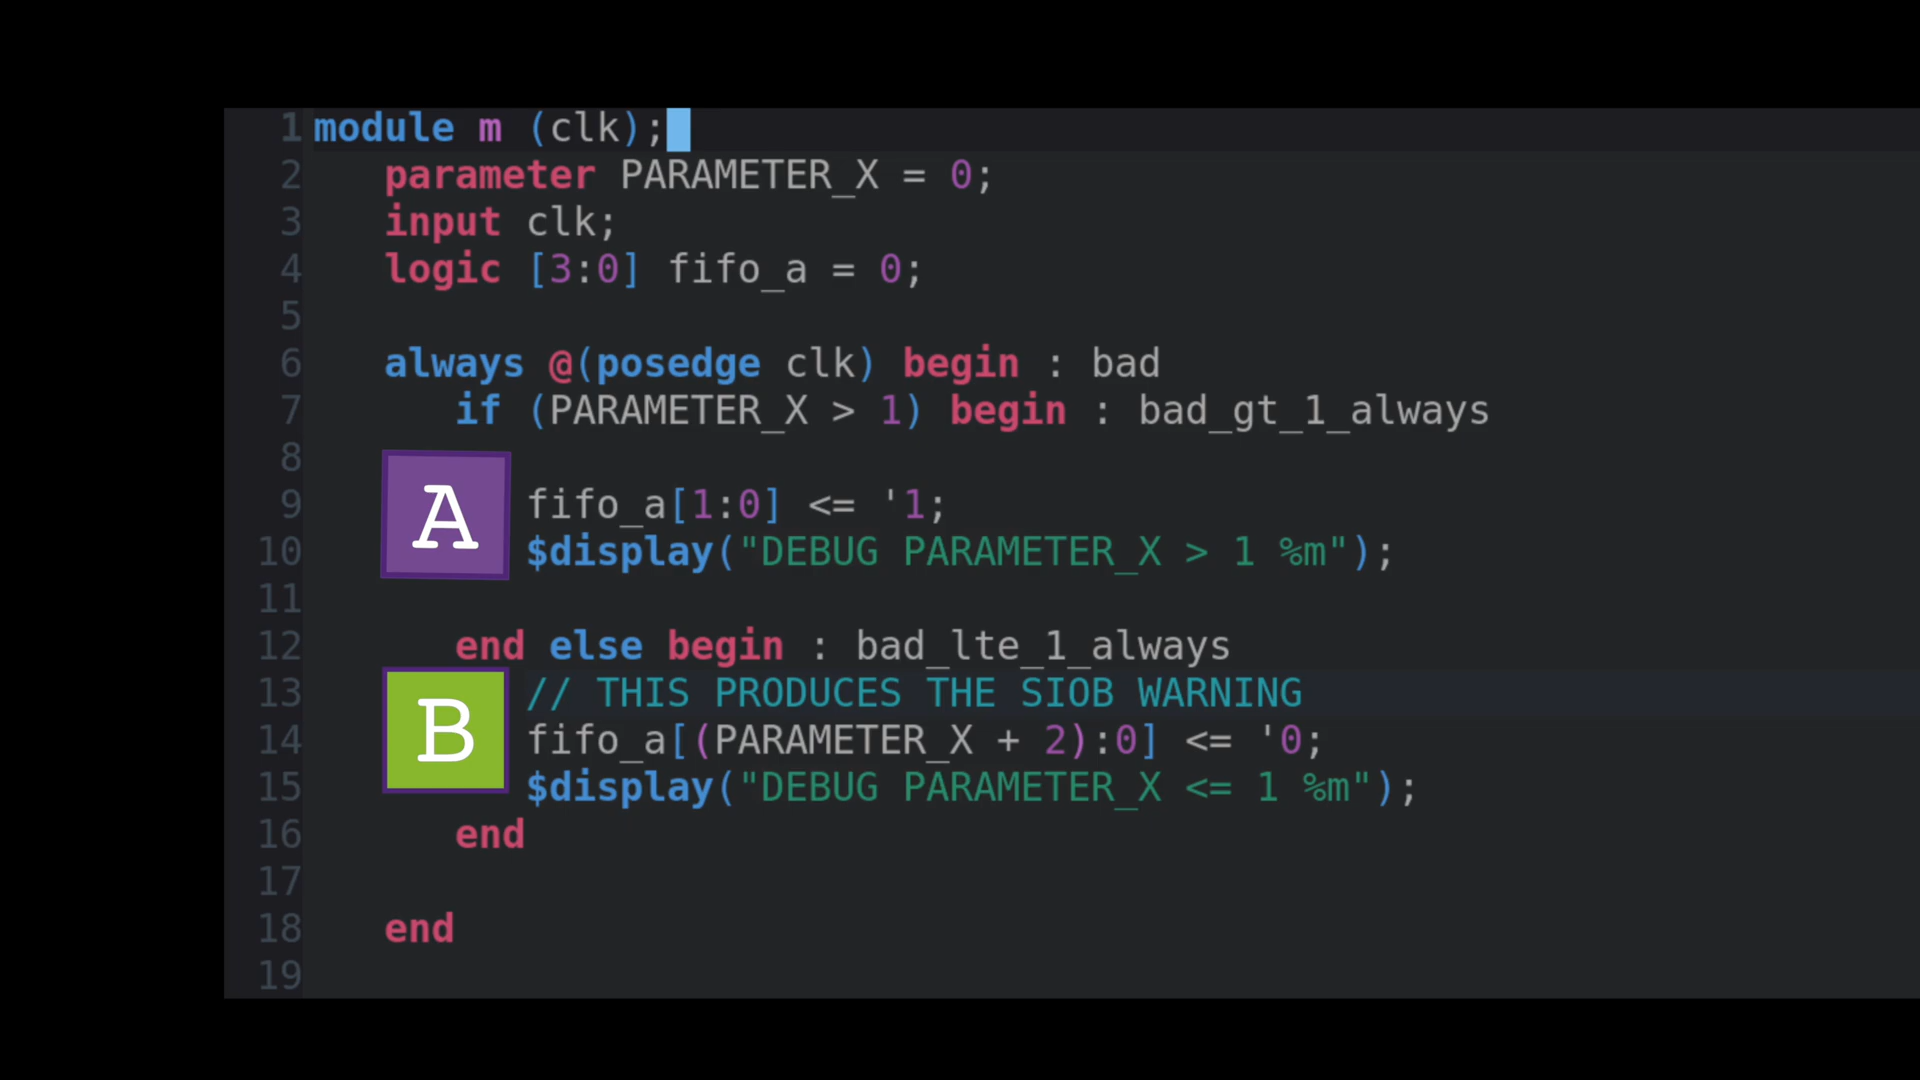 1 module m (clk);
2 parameter PARAMETER_X = 0;
3 input clk;
4 logic [3:0] fifo_a = 0;
5
6 always @(posedge clk) begin : bad
7 if (PARAMETER_X > 1) begin : bad_gt_1_always
8
A
9 fifo_a[1:0] <= '1;
10 $display("DEBUG PARAMETER_X > 1 %m");
11
12 end else begin : bad_lte_1_always
13 // THIS PRODUCES THE SIOB WARNING
B
14 fifo_a[(PARAMETER_X + 2):0] <= '0;
15 $display("DEBUG PARAMETER_X <= 1 %m");
16 end
17
18 end
19